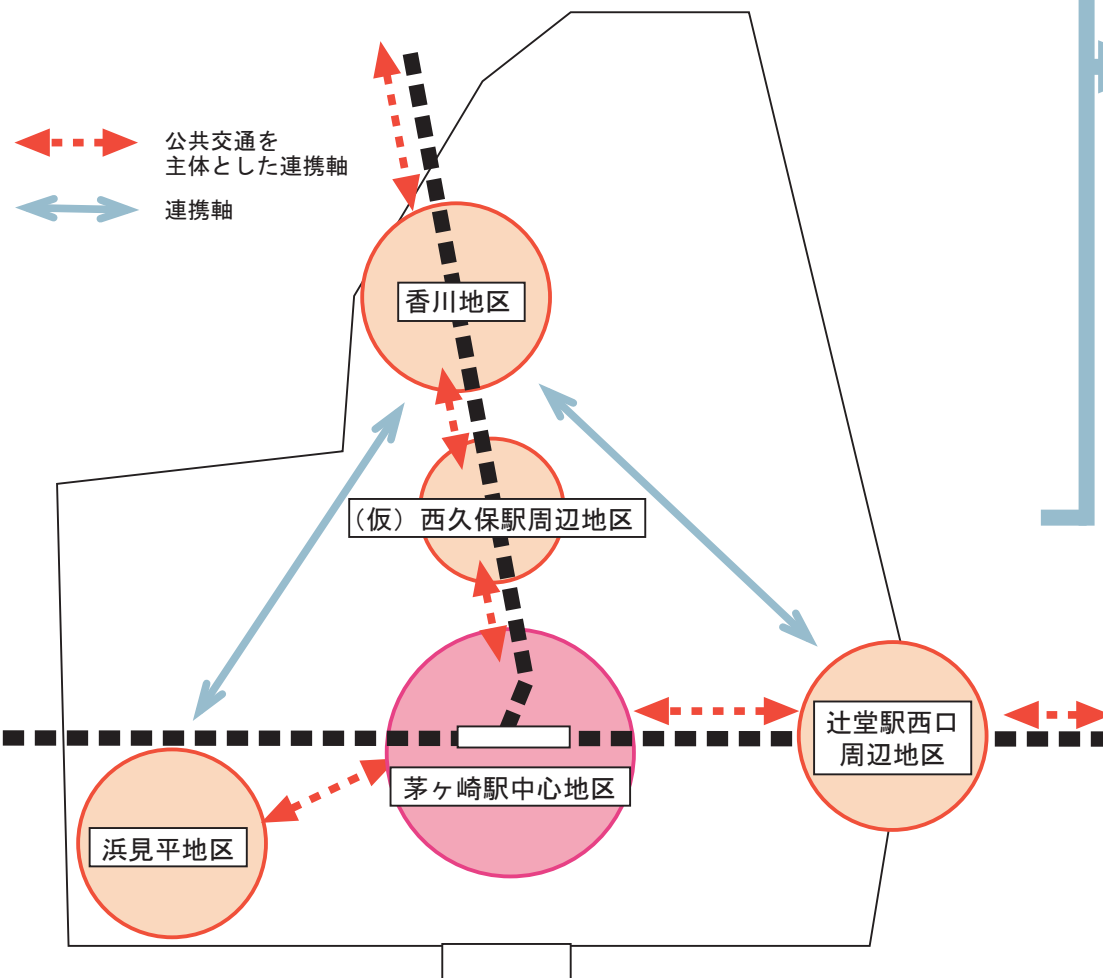 公共交通を
主体とした連携軸
連携軸
香川地区
（仮）西久保駅周辺地区
辻堂駅西口
周辺地区
茅ヶ崎駅中心地区
浜見平地区